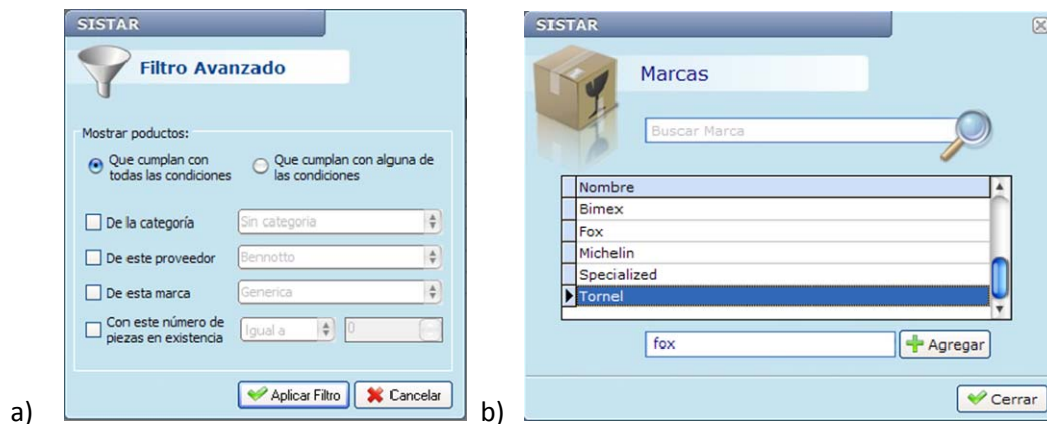 SISTAR
Filtro Avanzado
Mostrar poductos:
Que cumplan con
todas las condiciones
Que cumplan con alguna de
las condiciones
De la categoría
Sin categoria
De este proveedor
Bennotto
De esta marca
Generica
Con este número de
piezas en existencia
Igual a
0
Aplicar Filtro
Cancelar
a)
SISTAR
Marcas
Buscar Marca
Nombre
Bimex
Fox
Michelin
Specialized
Tornel
fox
Agregar
Cerrar
b)